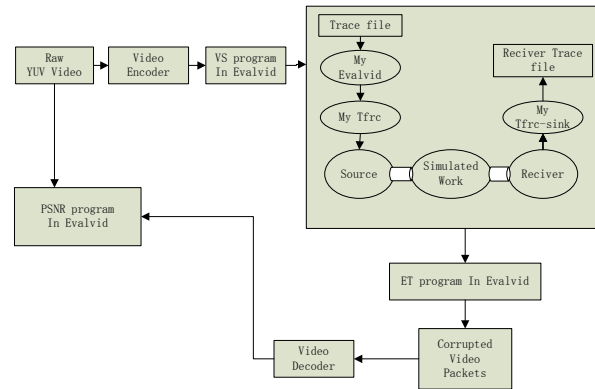 Trace file
Raw
YUV Video
Video
Encoder
VS program
In Evalvid
My
Evalvid
Reciver Trace
file
My Tfrc
My
Tfrc-sink
Source
Simulated
Work
Reciver
PSNR program
In Evalvid
ET program In Evalvid
Video
Decoder
Corrupted
Video
Packets